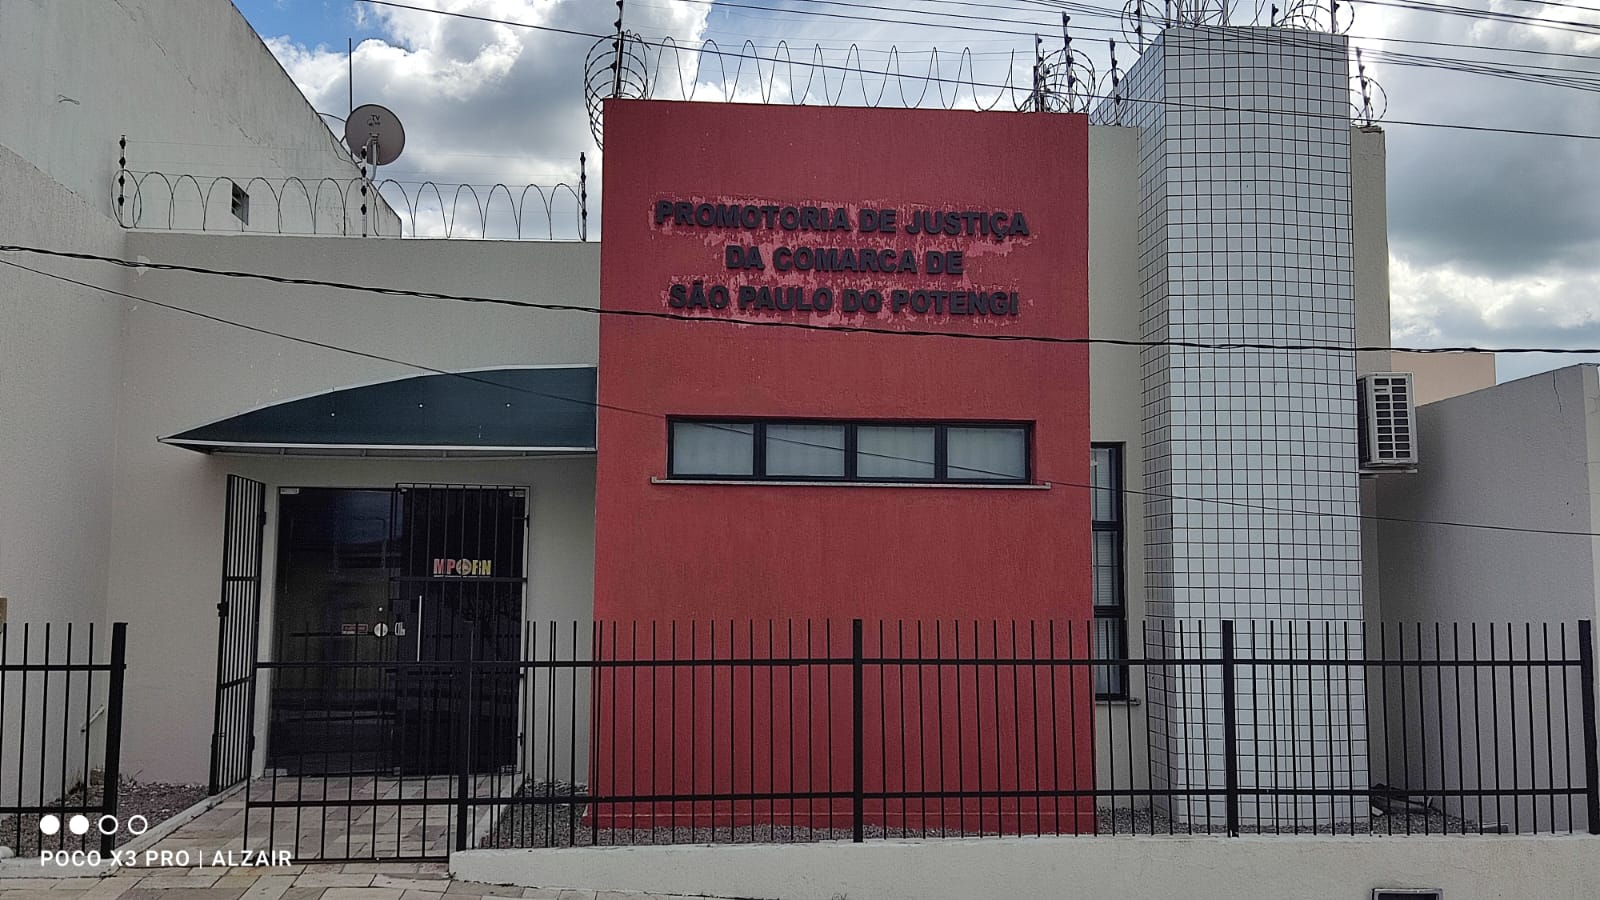 PROMOTORIA DE JUSTIÇA
DA COMARCA DE
SÃO PAULO DO POTENGI
MPRN
POCO X3 PRO | ALZAIR